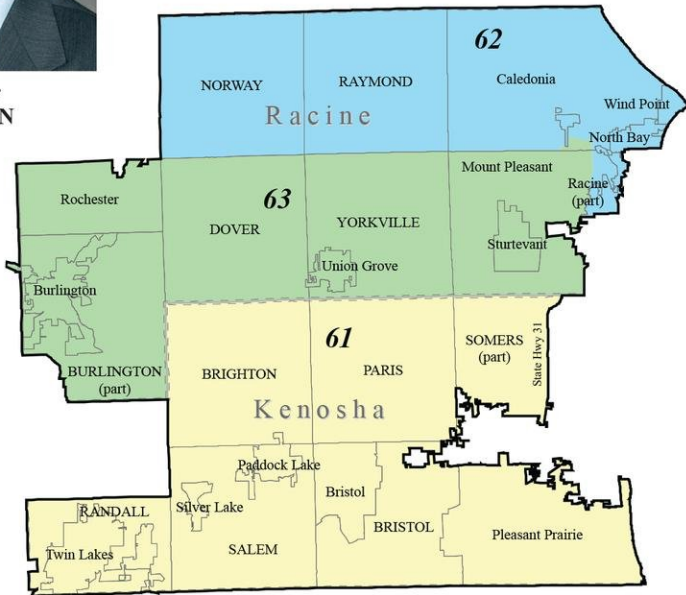 N
62
NORWAY
RAYMOND
Caledonia
Wind Point
Racine
North Bay
Mount Pleasant
Rochester
63
Racine
(part)
DOVER
YORKVILLE
Sturtevant
Union Grove
Burlington
61
SOMERS
(part)
State Hwy 31
BURLINGTON
(part)
BRIGHTON
PARIS
Kenosha
Paddock Lake
Bristol
Silver Lake
RANDALL
BRISTOL
Pleasant Prairie
Twin Lakes
SALEM